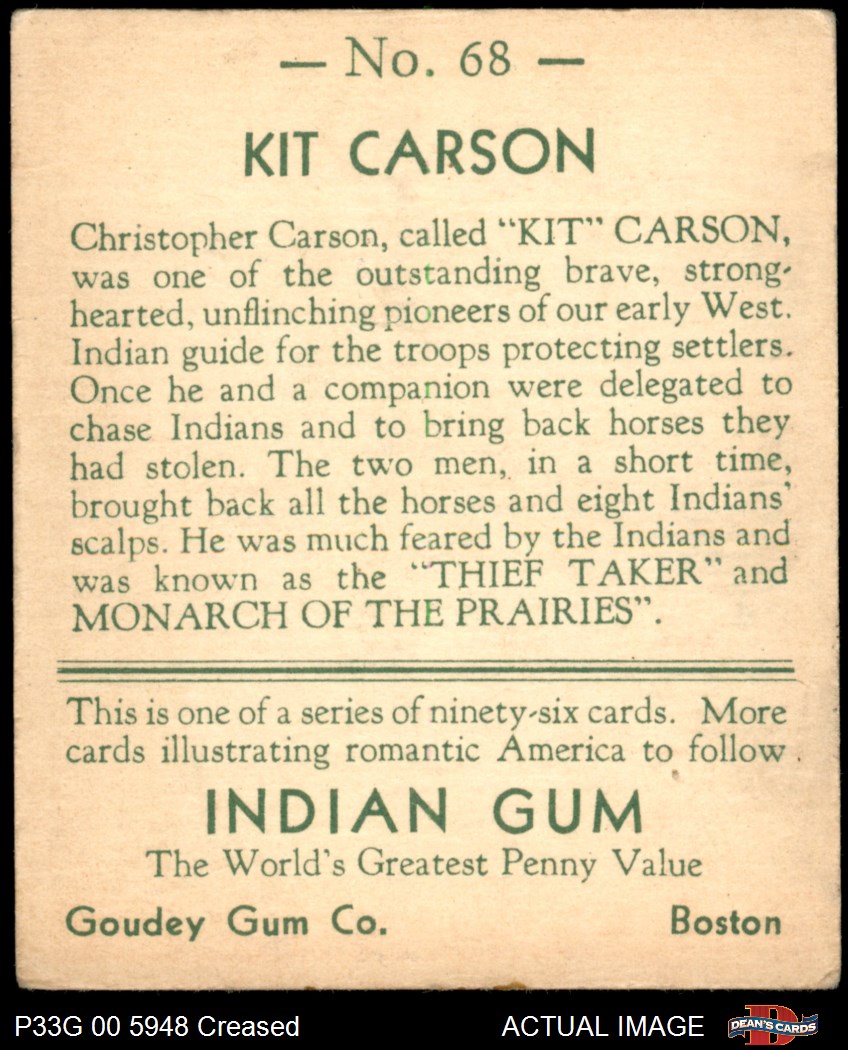 — No. 68 —
KIT CARSON
Christopher Carson, called "KIT" CARSON,
was one of the outstanding brave, strong-
hearted, unflinching pioneers of our early West.
Indian guide for the troops protecting settlers.
Once he and a companion were delegated to
chase Indians and to bring back horses they
had stolen. The two men, in a short time,
brought back all the horses and eight Indians'
scalps. He was much feared by the Indians and
was known as the "THIEF TAKER" and
MONARCH OF THE PRAIRIES".
This is one of a series of ninety-six cards. More
cards illustrating romantic America to follow.
INDIAN GUM
The World's Greatest Penny Value
Goudey Gum Co. Boston
P33G 00 5948 Creased ACTUAL IMAGE D DEAN'S CARDS